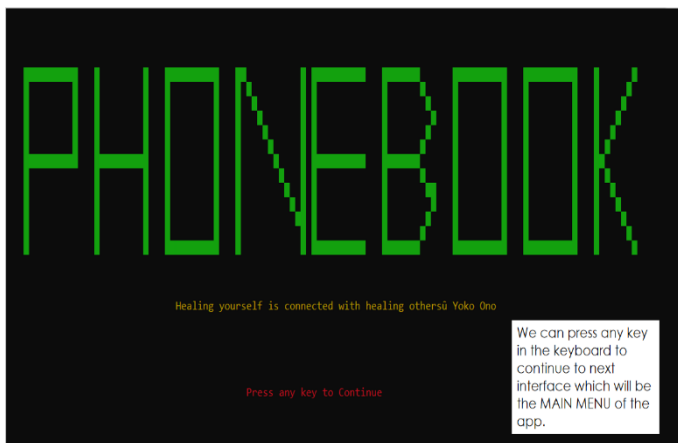 PHONEBOOK
Healing yourself is connected with healing othersù Yoko Ono
We can press any key
in the keyboard to
continue to next
interface which will be
the MAIN MENU of the
app.
Press any key to Continue